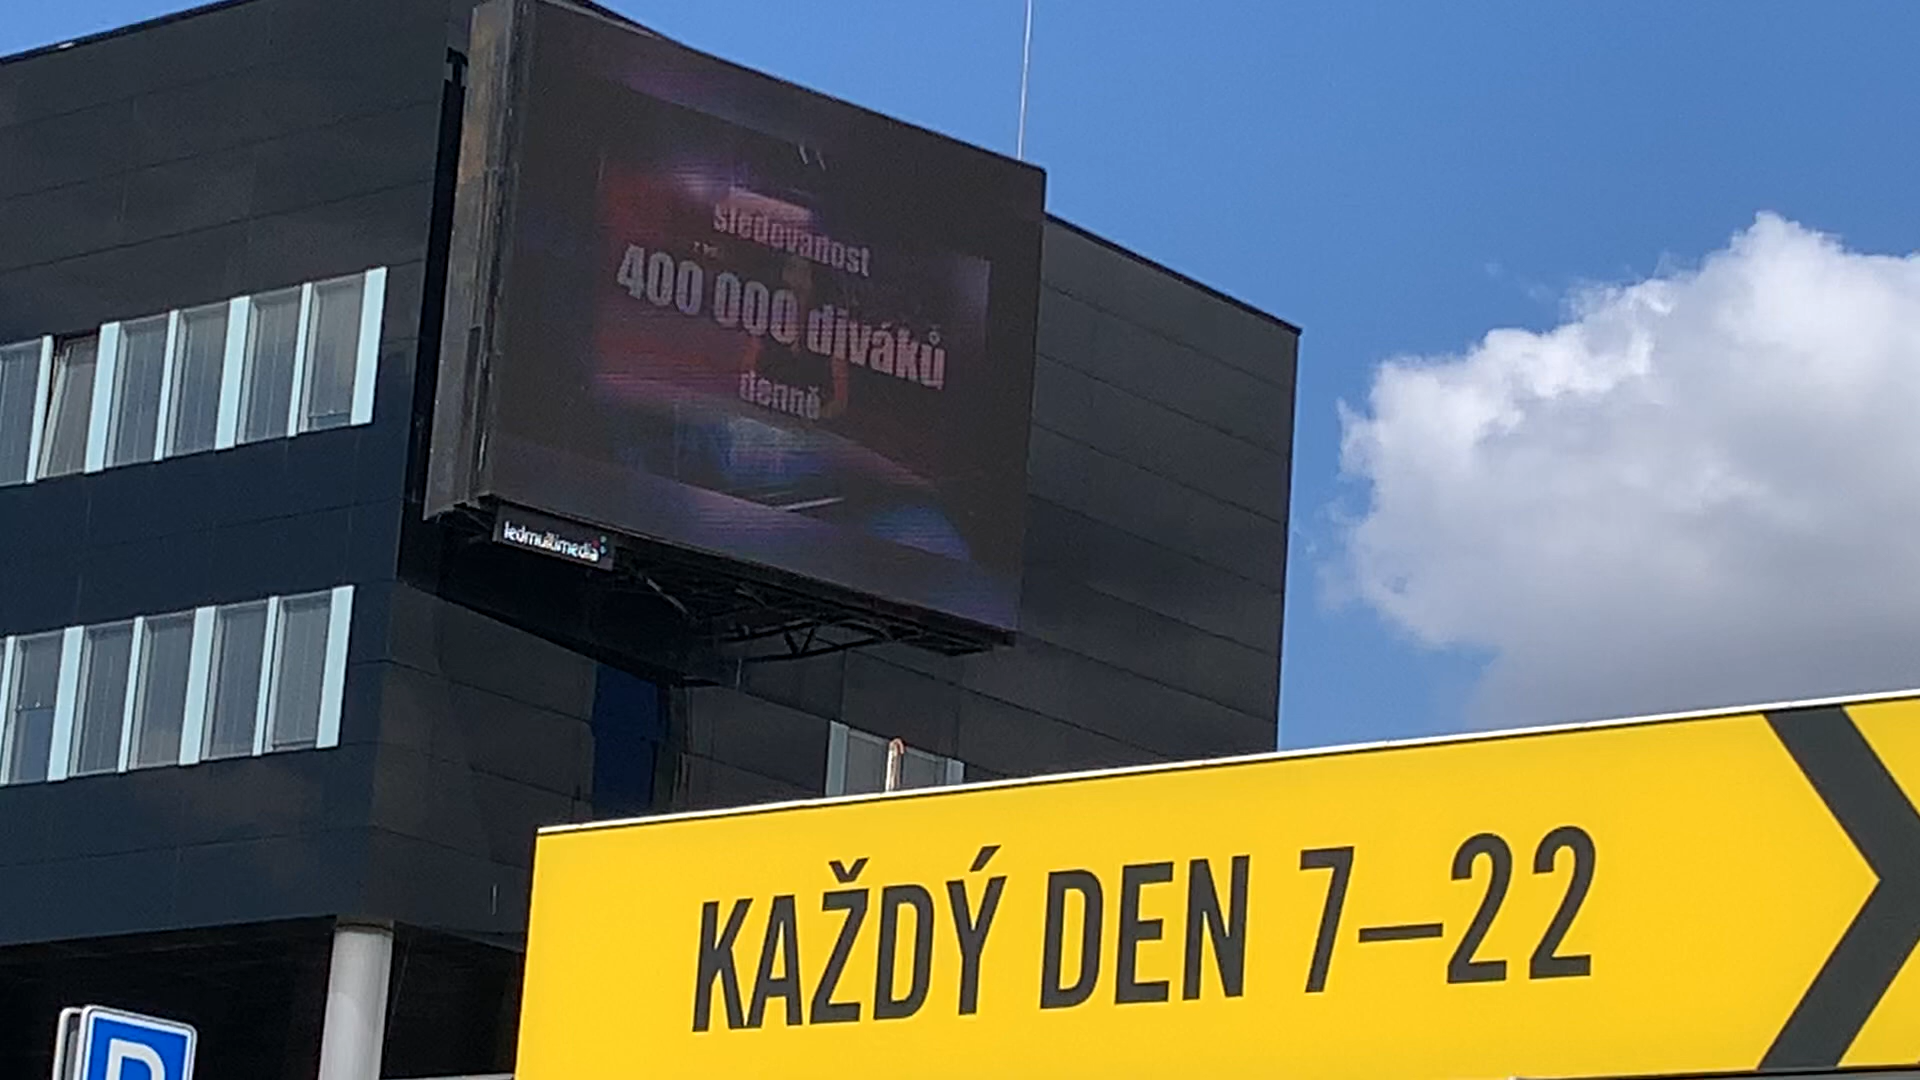 sledovanost
400 000 diváků
denně
ledmultimedia
KAŽDÝ DEN 7–22
P